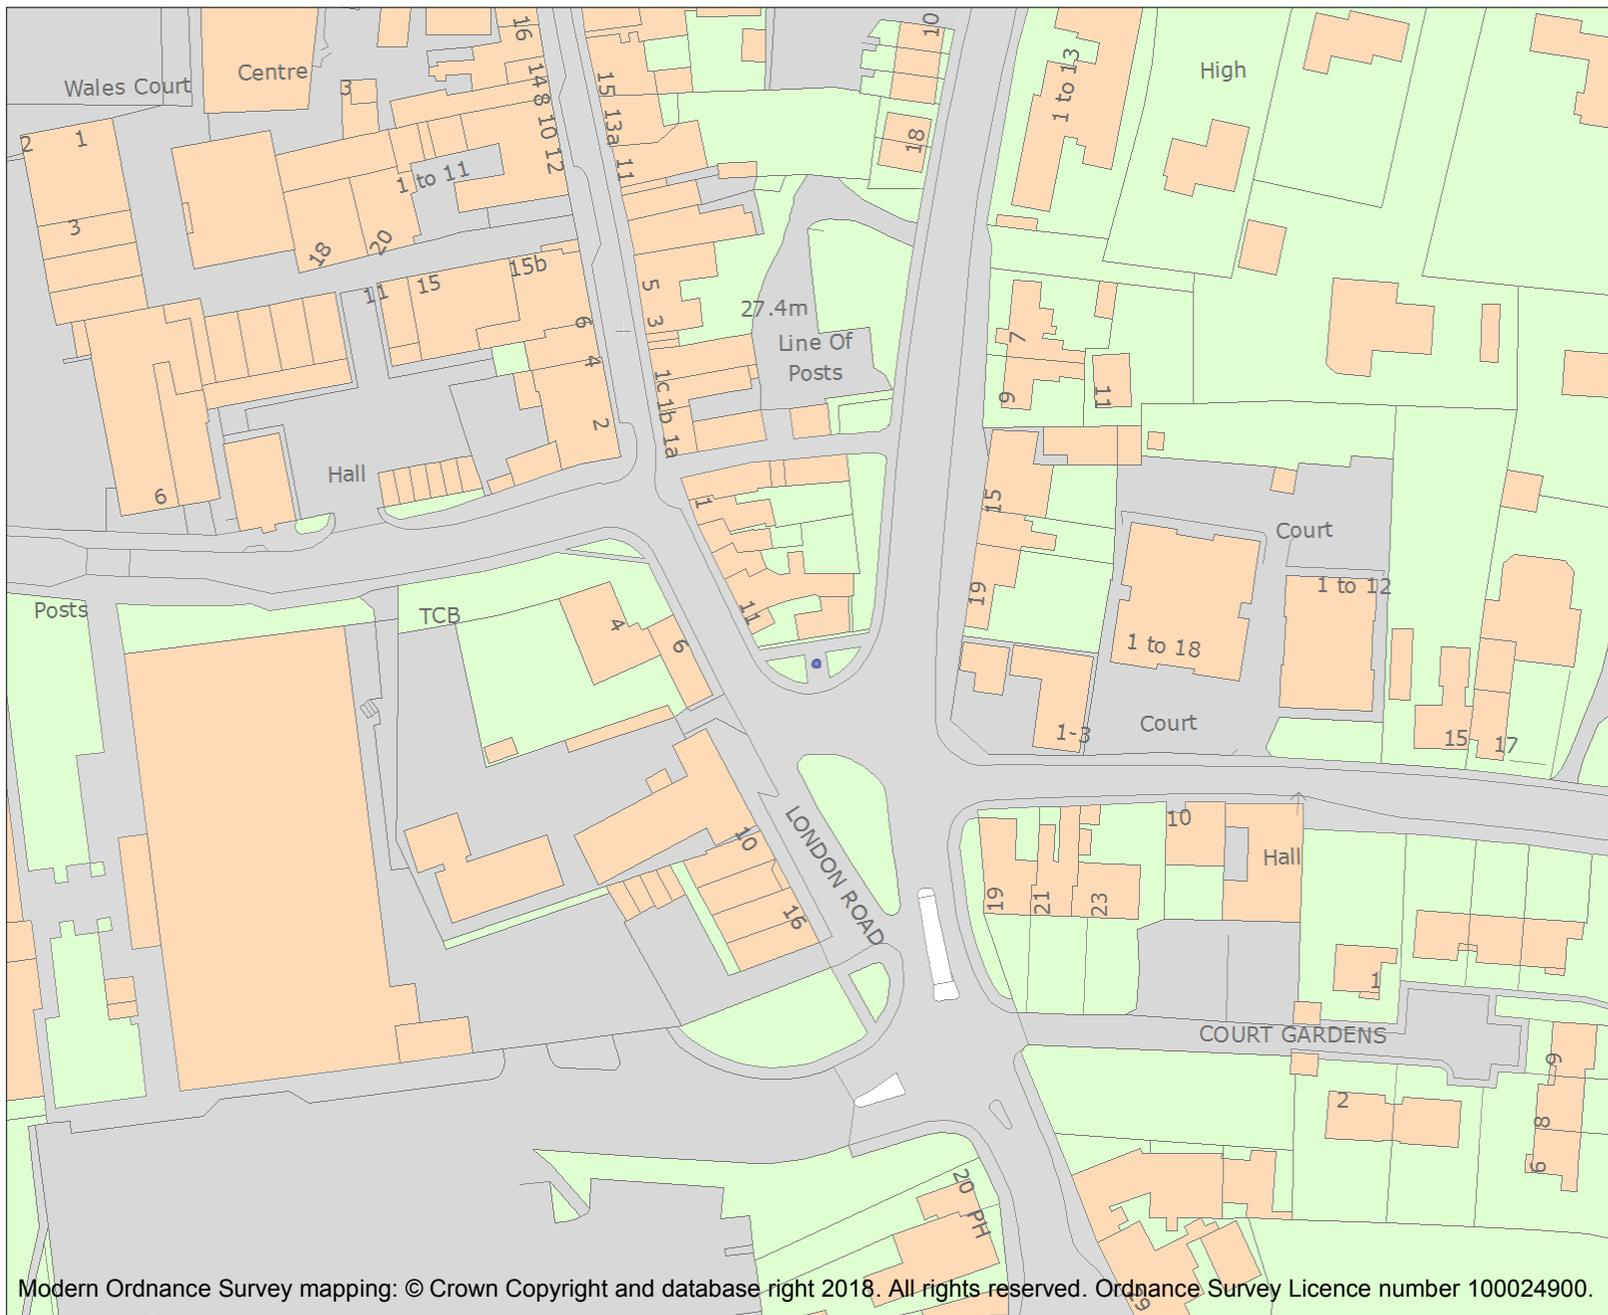 16
10
Centre
3
Wales Court
14
8
10
12
15
13a
11
1 to 13
High
2
1
18
1 to 11
3
18
20
15b
15
11
5
3
27.4m
Line Of
Posts
6
4
2
7
9
11
1c
1b
1a
Hall
6
1
15
Court
19
1 to 12
Posts
TCB
4
6
11
1 to 18
1-3
Court
15
17
10
LONDON ROAD
16
10
Hall
19
21
23
1
COURT GARDENS
2
9
8
6
20
PH
29
Modern Ordnance Survey mapping: © Crown Copyright and database right 2018. All rights reserved. Ordnance Survey Licence number 100024900.